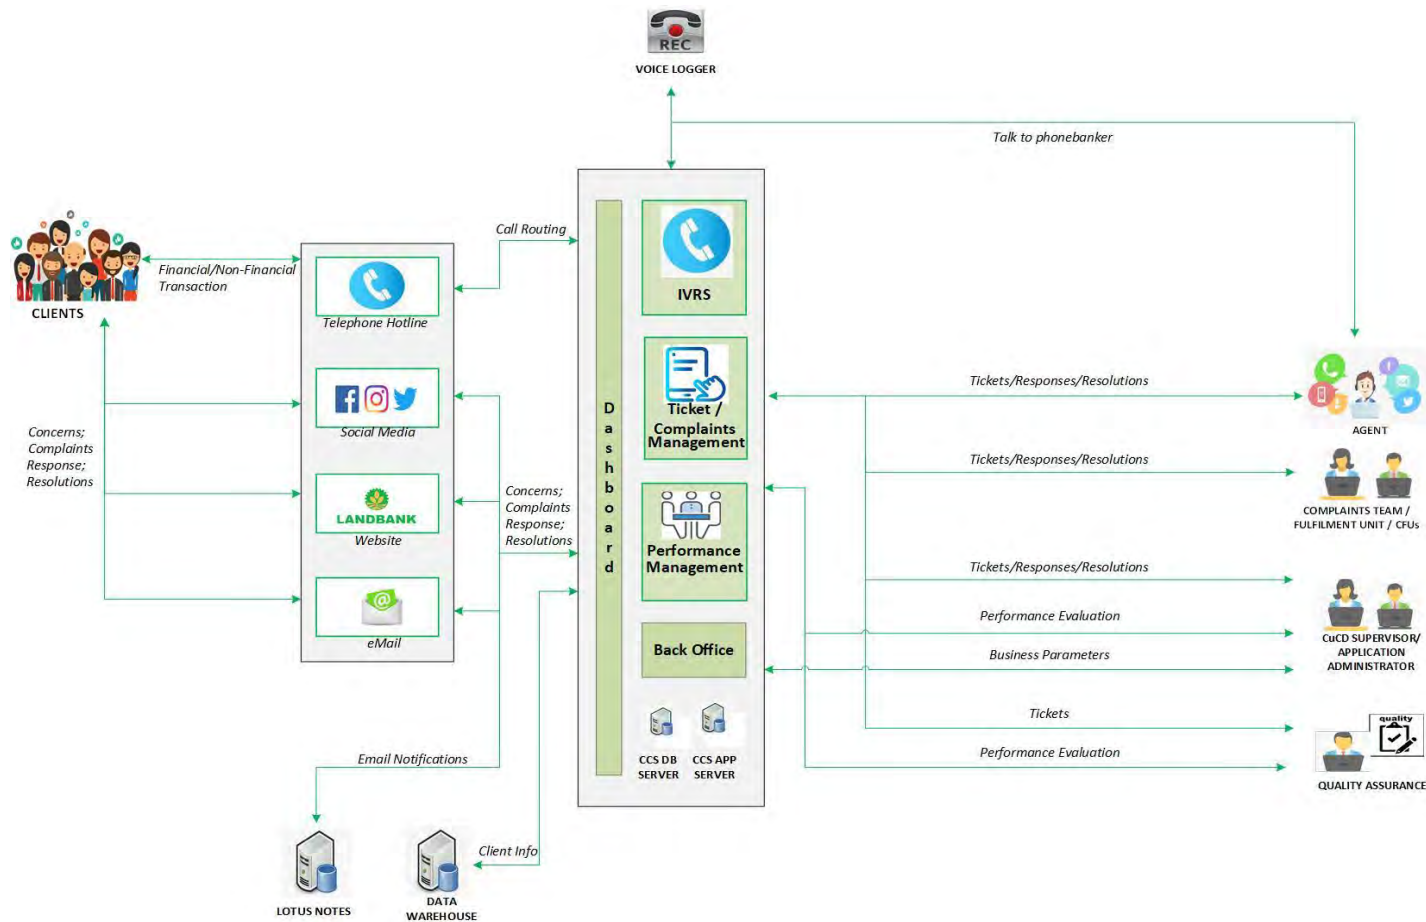 REC
VOICE LOGGER
Talk to phonebanker
Call Routing
Financial/Non-Financial
Transaction
CLIENTS
Telephone Hotline
Social Media
LANDBANK
Website
@
eMail
Concerns;
Complaints
Response;
Resolutions
Concerns;
Complaints
Response;
Resolutions
Dashboard
IVRS
Ticket /
Complaints
Management
Performance
Management
Back Office
CCS DB
SERVER
CCS APP
SERVER
Tickets/Responses/Resolutions
AGENT
Tickets/Responses/Resolutions
COMPLAINTS TEAM /
FULFILMENT UNIT / CFUs
Tickets/Responses/Resolutions
Performance Evaluation
Business Parameters
CuCD SUPERVISOR/
APPLICATION
ADMINISTRATOR
Tickets
Performance Evaluation
quality
QUALITY ASSURANCE
Email Notifications
LOTUS NOTES
Client Info
DATA
WAREHOUSE